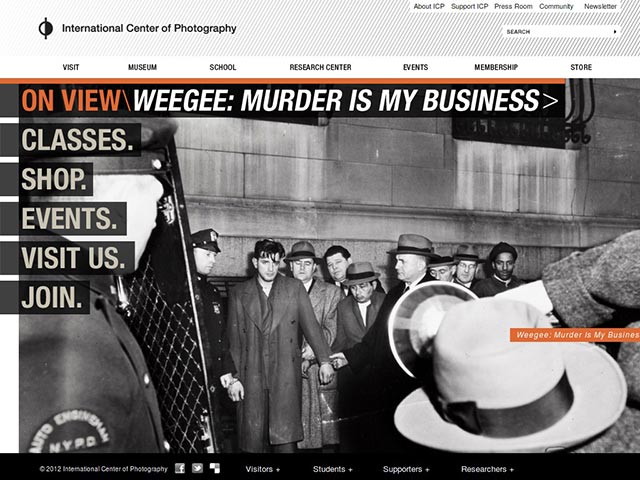 About ICP Support ICP Press Room Community Newsletter
International Center of Photography
SEARCH
VISIT MUSEUM SCHOOL RESEARCH CENTER EVENTS MEMBERSHIP STORE
ON VIEW\WEEGEE: MURDER IS MY BUSINESS >
CLASSES.
SHOP.
EVENTS.
VISIT US.
JOIN.
Weegee: Murder Is My Busines
N.Y.P.D.
© 2012 International Center of Photography Visitors + Students + Supporters + Researchers +